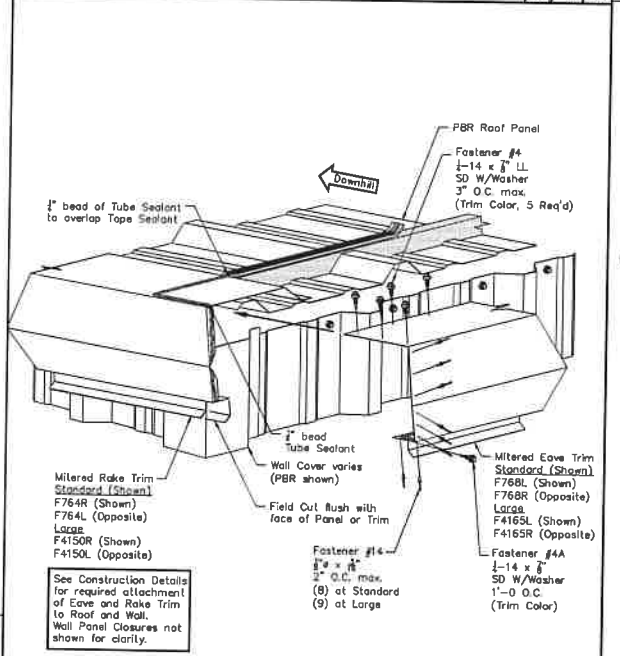 PBR Roof Panel
Fastener #4
¼-14 x ⅞" LL
SD W/Washer
3" O.C. max.
(Trim Color, 5 Req'd)
Downhill
bead of Tube Sealant
to overlap Tape Sealant
bead
Tube Sealant
Wall Cover varies
(PBR shown)
Field Cut flush with
face of Panel or Trim
Mitered Rake Trim
Standard (Shown)
F764R (Shown)
F764L (Opposite)
Large
F4150R (Shown)
F4150L (Opposite)
Mitered Eave Trim
Standard (Shown)
F768L (Shown)
F768R (Opposite)
Large
F4165L (Shown)
F4165R (Opposite)
Fastener #14
2" O.C. max.
(8) at Standard
(9) at Large
Fastener #4A
¼-14 x ⅞"
SD W/Washer
1'-0 O.C.
(Trim Color)
See Construction Details
for required attachment
of Eave and Rake Trim
to Roof and Wall.
Wall Panel Closures not
shown for clarity.